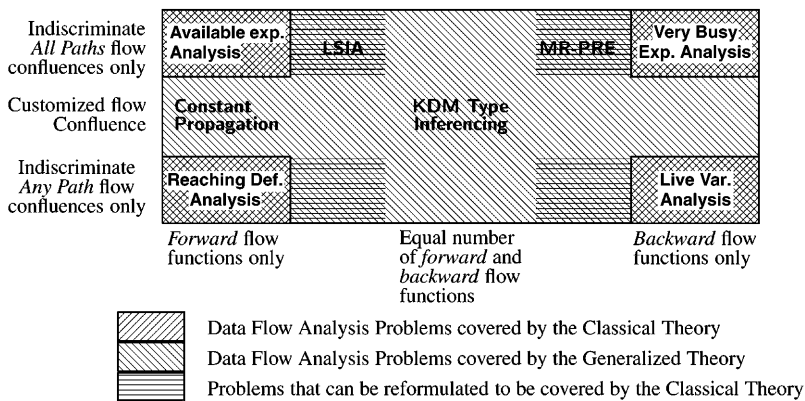 Indiscriminate
All Paths flow
confluences only
Available exp.
Analysis
LSIA
MR-PRE
Very Busy
Exp. Analysis
Customized flow
Confluence
Constant
Propagation
KDM Type
Inferencing
Indiscriminate
Any Path flow
confluences only
Reaching Def.
Analysis
Live Var.
Analysis
Forward flow
functions only
Equal number
of forward and
backward flow
functions
Backward flow
functions only
Data Flow Analysis Problems covered by the Classical Theory
Data Flow Analysis Problems covered by the Generalized Theory
Problems that can be reformulated to be covered by the Classical Theory